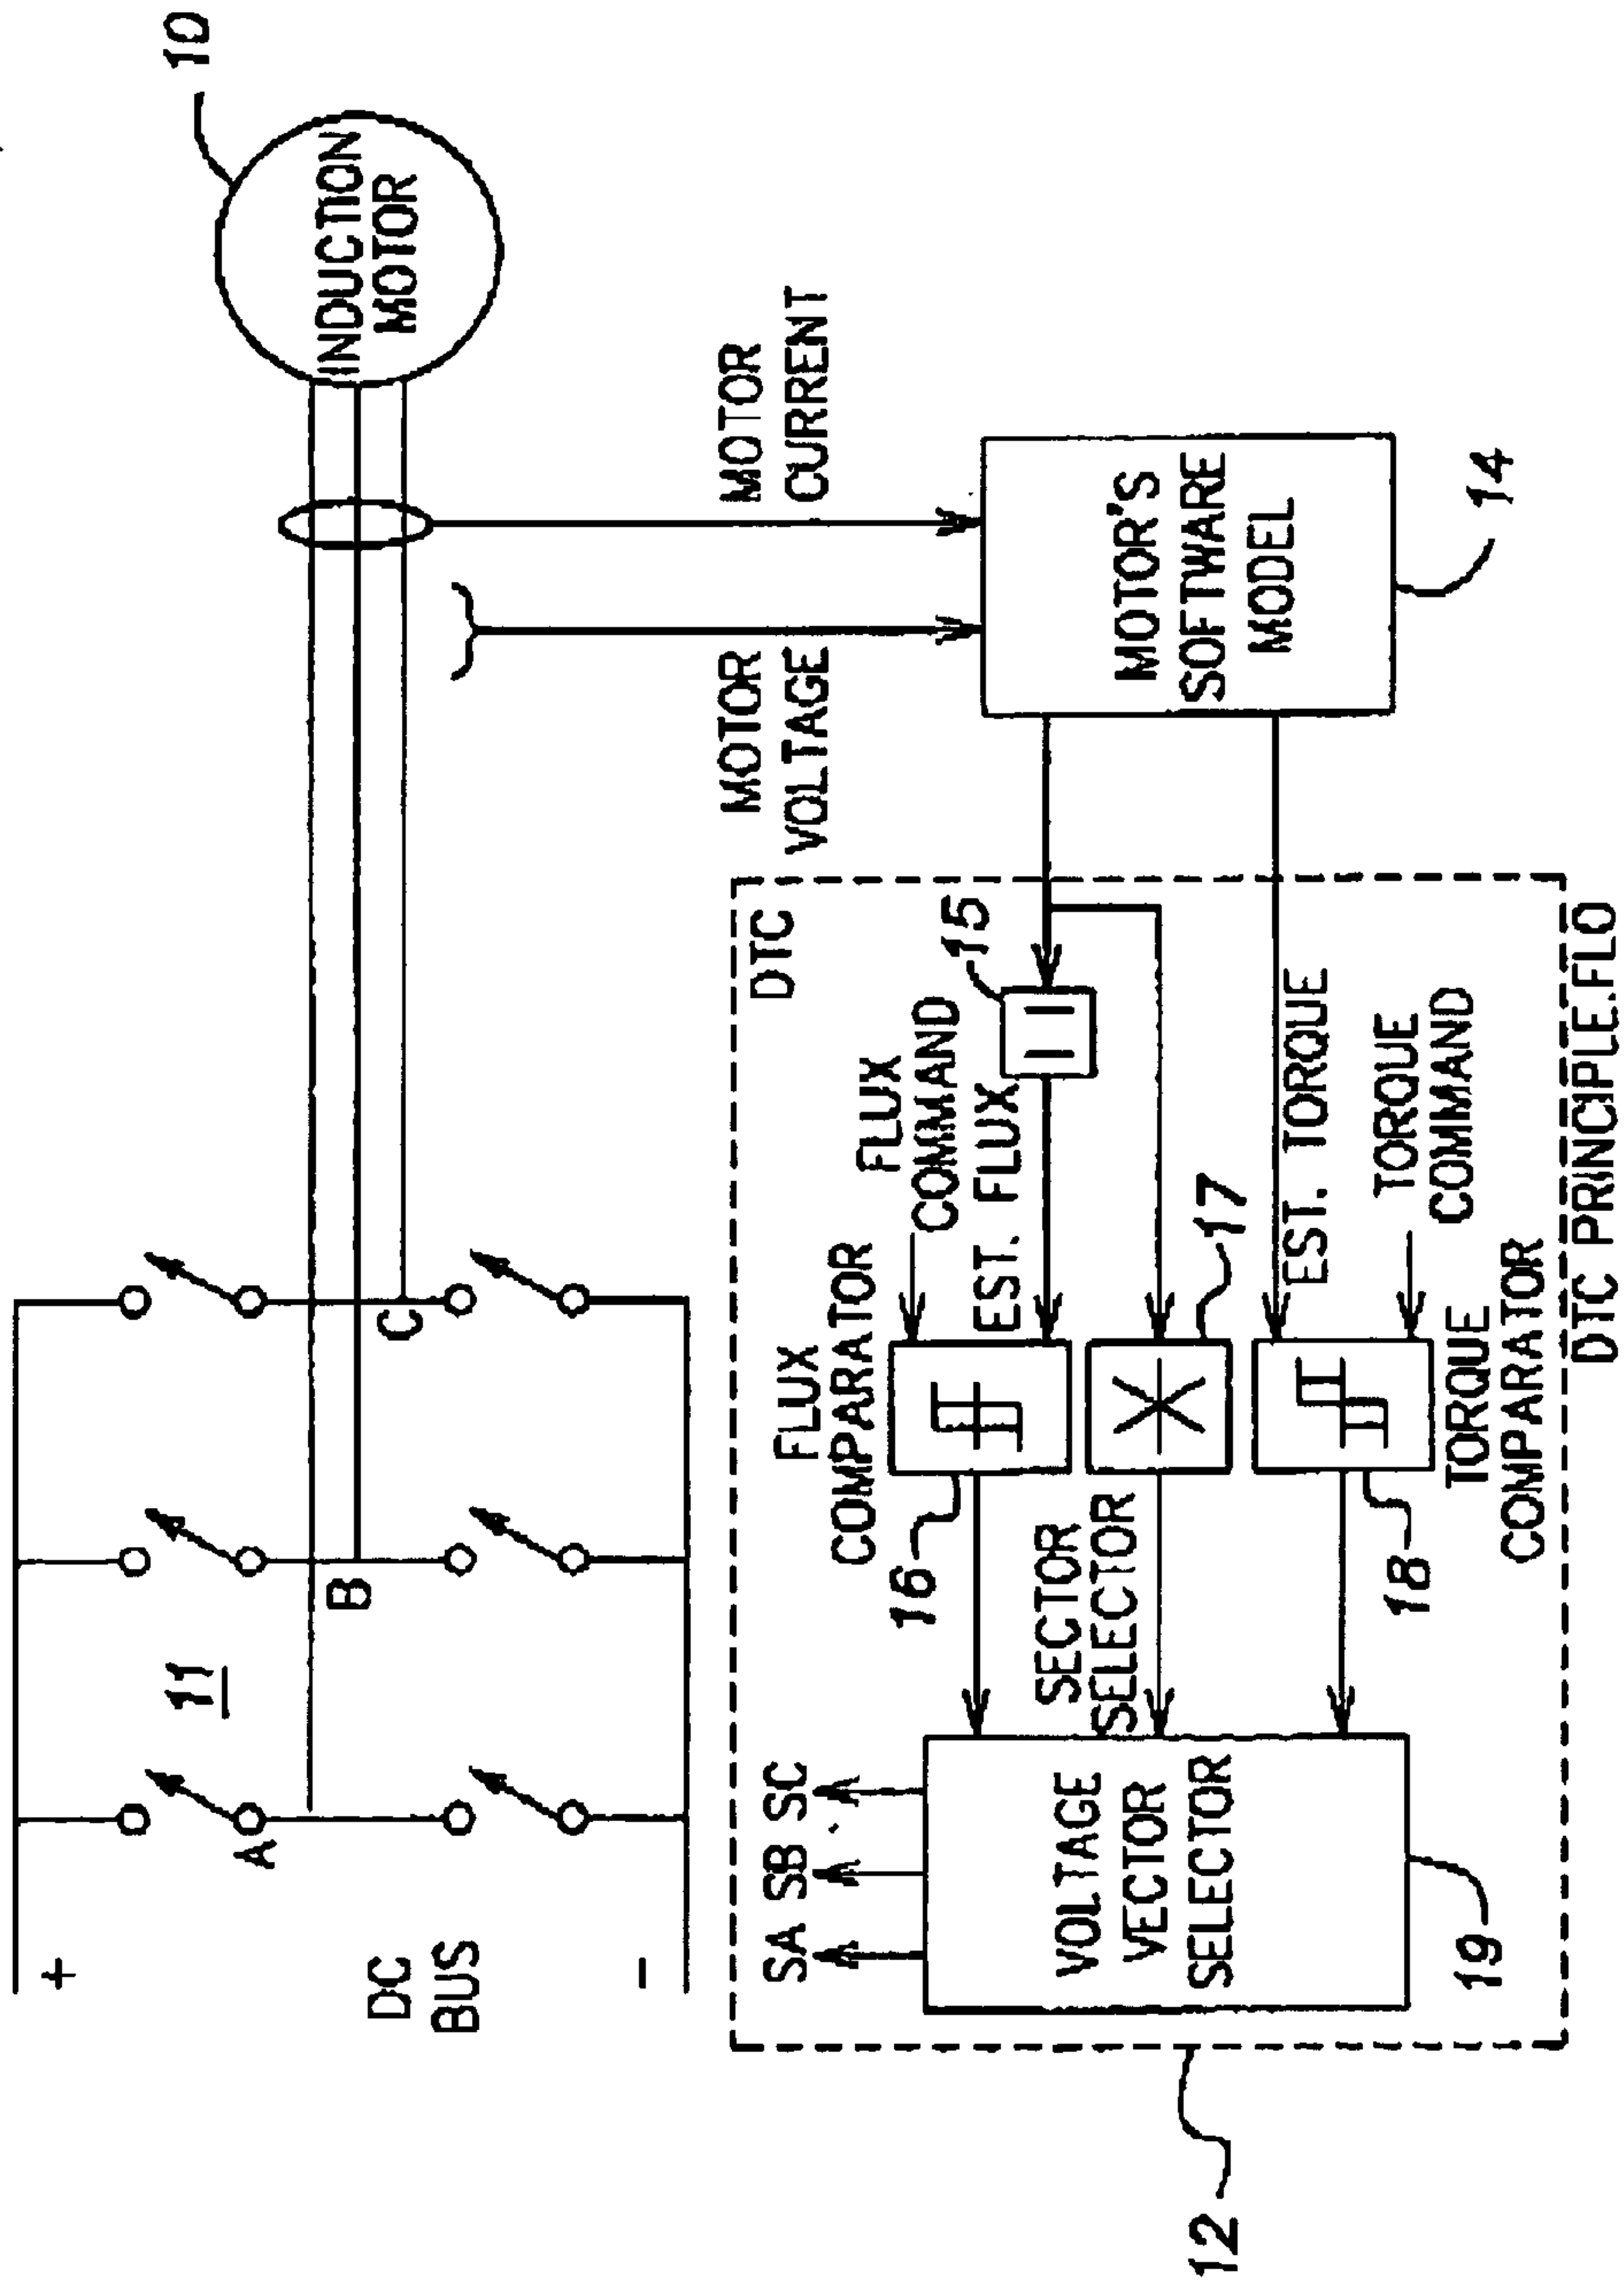 10
INDUCTION
MOTOR
+
11
A
B
C
DC
BUS
-
MOTOR
VOLTAGE
MOTOR
CURRENT
MOTOR'S
SOFTWARE
MODEL
14
DTC
SA SB SC
FLUX
COMPARATOR
FLUX
COMMAND
EST. FLUX
15
16
SECTOR
SELECTOR
17
VOLTAGE
VECTOR
SELECTOR
EST. TORQUE
TORQUE
COMMAND
18
TORQUE
COMPARATOR
19
12
DTC PRINCIPLE.FLO